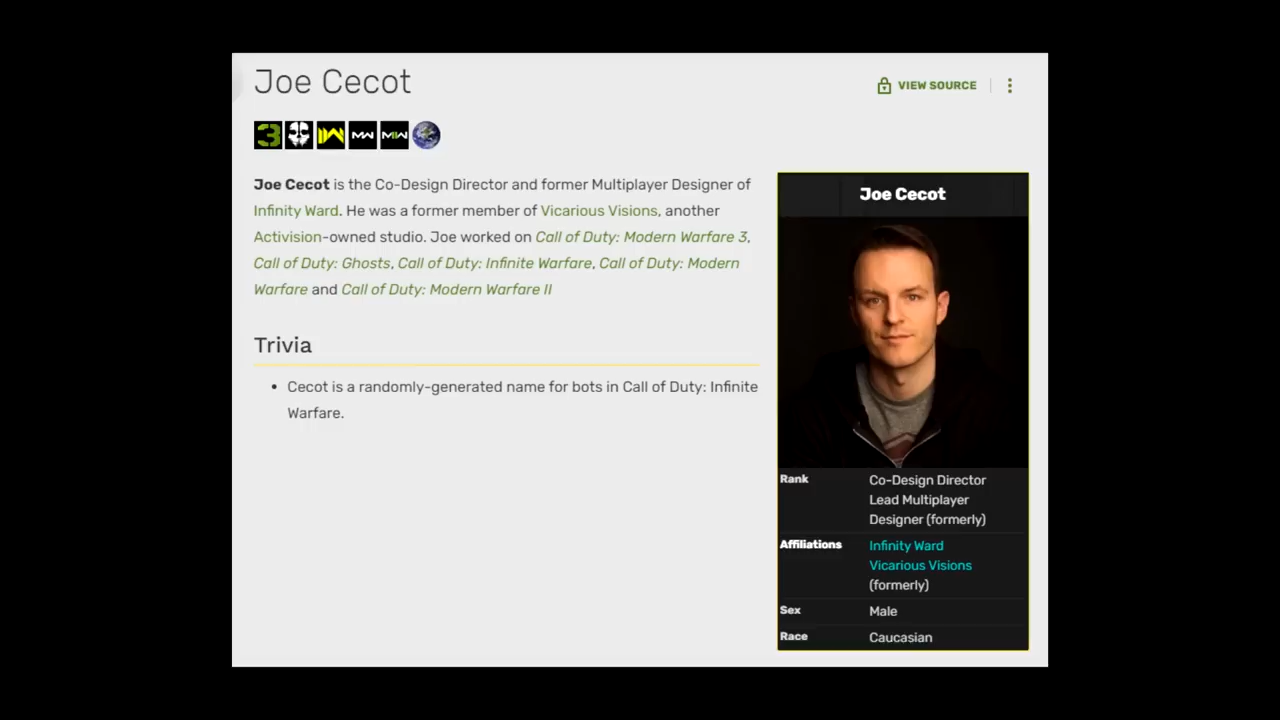 Joe Cecot
VIEW SOURCE
3 IW MW MW
Joe Cecot is the Co-Design Director and former Multiplayer Designer of
Infinity Ward. He was a former member of Vicarious Visions, another
Activision-owned studio. Joe worked on Call of Duty: Modern Warfare 3,
Call of Duty: Ghosts, Call of Duty: Infinite Warfare, Call of Duty: Modern
Warfare and Call of Duty: Modern Warfare II
Trivia
• Cecot is a randomly-generated name for bots in Call of Duty: Infinite
Warfare.
Joe Cecot
Rank Co-Design Director
Lead Multiplayer
Designer (formerly)
Affiliations Infinity Ward
Vicarious Visions
(formerly)
Sex Male
Race Caucasian